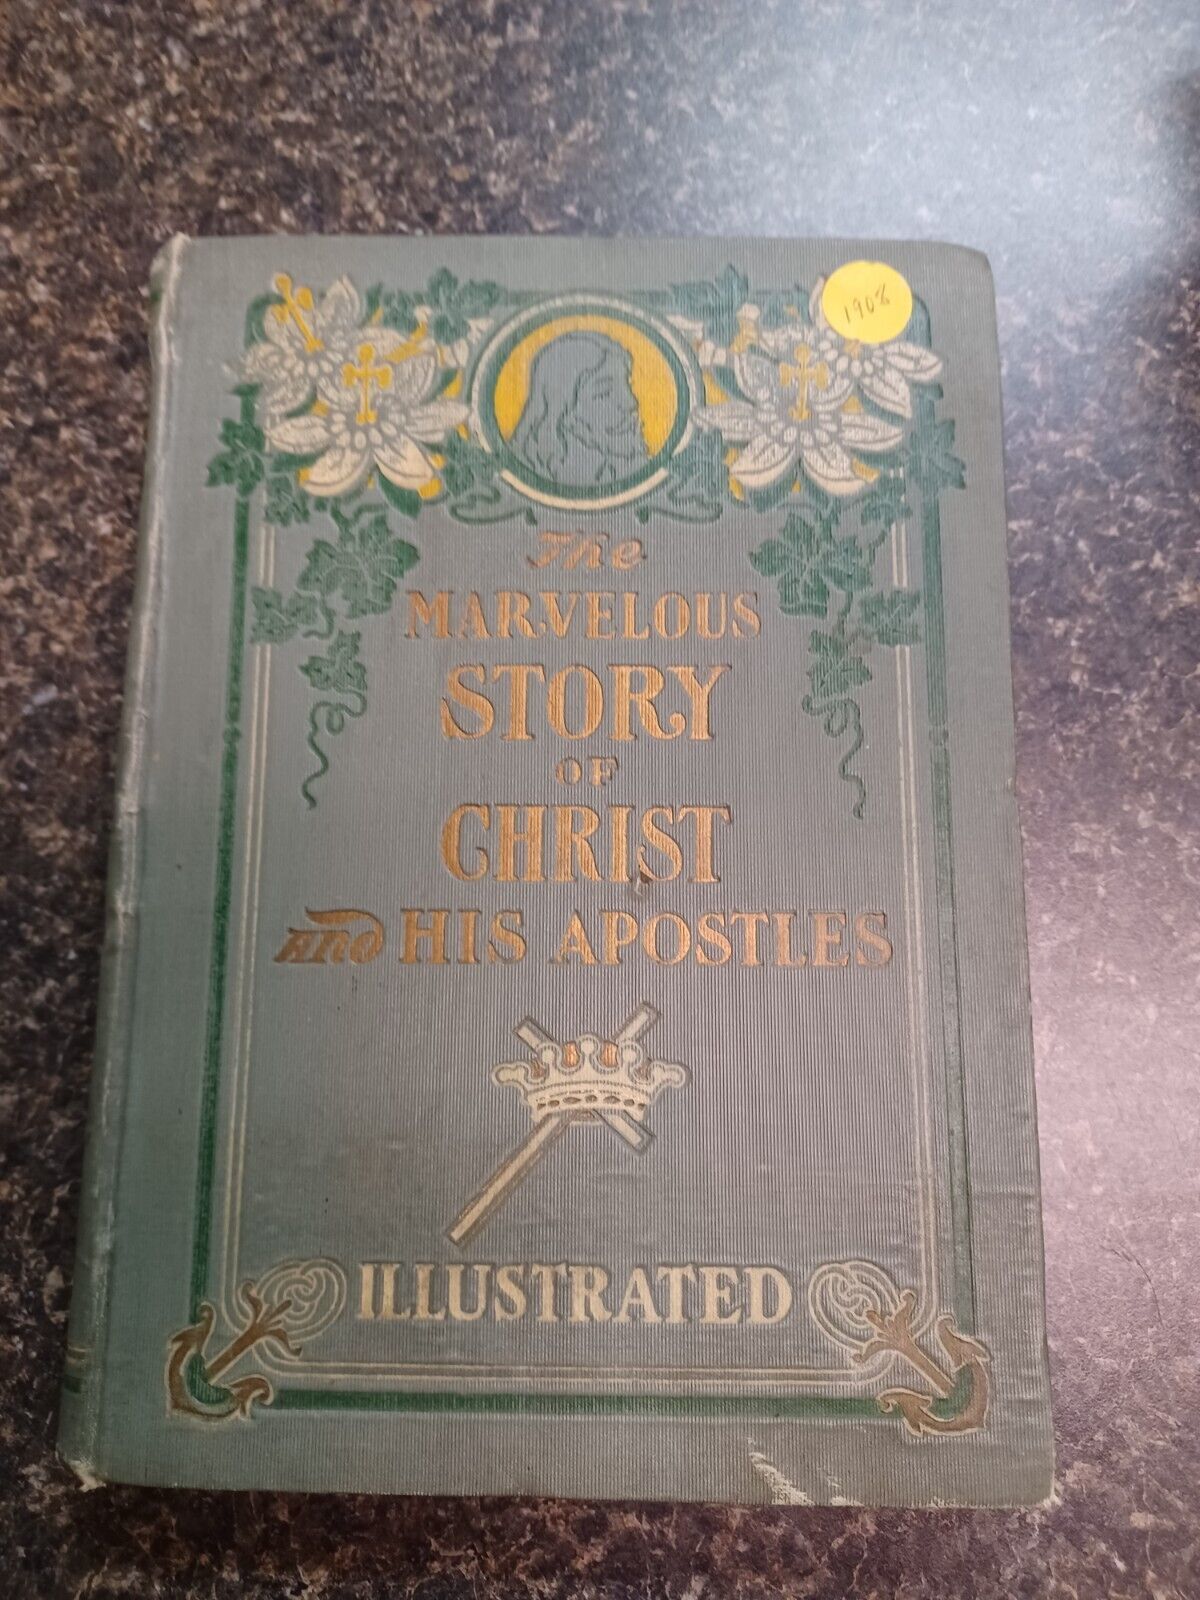 1908
The
MARVELOUS
STORY
OF
CHRIST
AND HIS APOSTLES
ILLUSTRATED